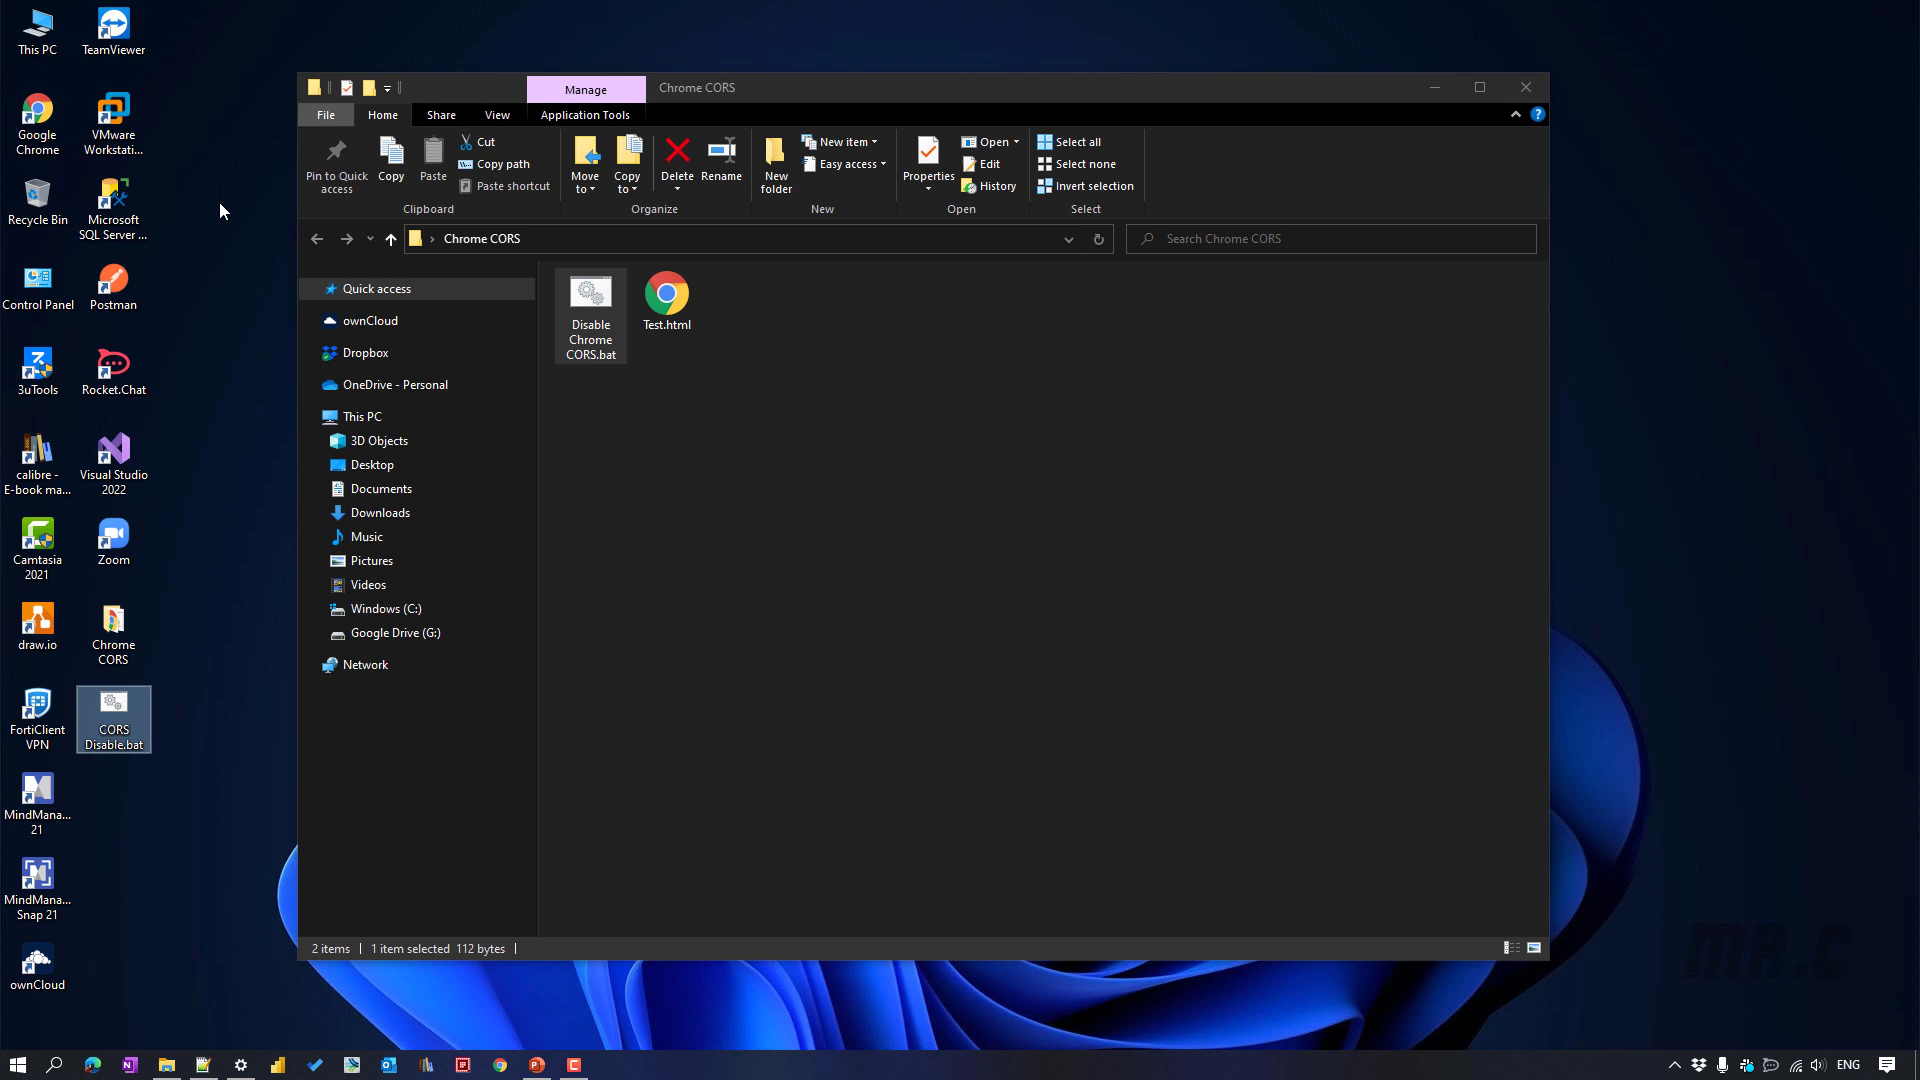 This PC
TeamViewer
Google
Chrome
VMware
Workstati...
Recycle Bin
Microsoft
SQL Server ...
Control Panel
Postman
3uTools
Rocket.Chat
calibre -
E-book ma...
Visual Studio
2022
Camtasia
2021
Zoom
draw.io
Chrome
CORS
FortiClient
VPN
CORS
Disable.bat
MindMana...
21
MindMana...
Snap 21
ownCloud
Manage
Chrome CORS
File
Home
Share
View
Application Tools
Pin to Quick
access
Copy
Paste
Cut
Copy path
Paste shortcut
Clipboard
Move
to
Copy
to
Delete
Rename
Organize
New
folder
New item
Easy access
New
Properties
Open
Edit
History
Open
Select all
Select none
Invert selection
Select
Chrome CORS
Search Chrome CORS
Quick access
ownCloud
Dropbox
OneDrive - Personal
This PC
3D Objects
Desktop
Documents
Downloads
Music
Pictures
Videos
Windows (C:)
Google Drive (G:)
Network
Disable
Chrome
CORS.bat
Test.html
2 items
1 item selected 112 bytes
MR.C
ENG